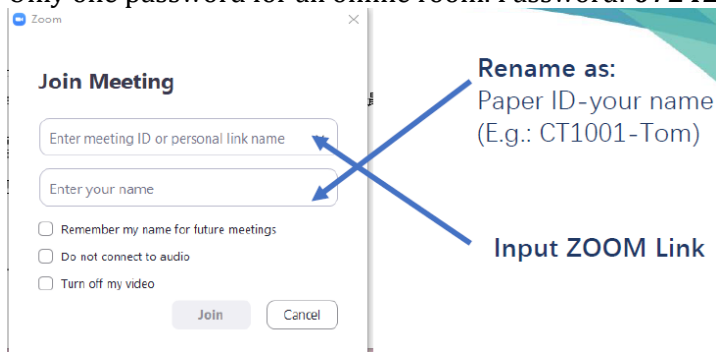 Only one password for all online room. Password:
Zoom
Join Meeting
Enter meeting ID or personal link name
Enter your name
Remember my name for future meetings
Do not connect to audio
Turn off my video
Join
Cancel
Rename as:
Paper ID-your name
(E.g.: CT1001-Tom)
Input ZOOM Link